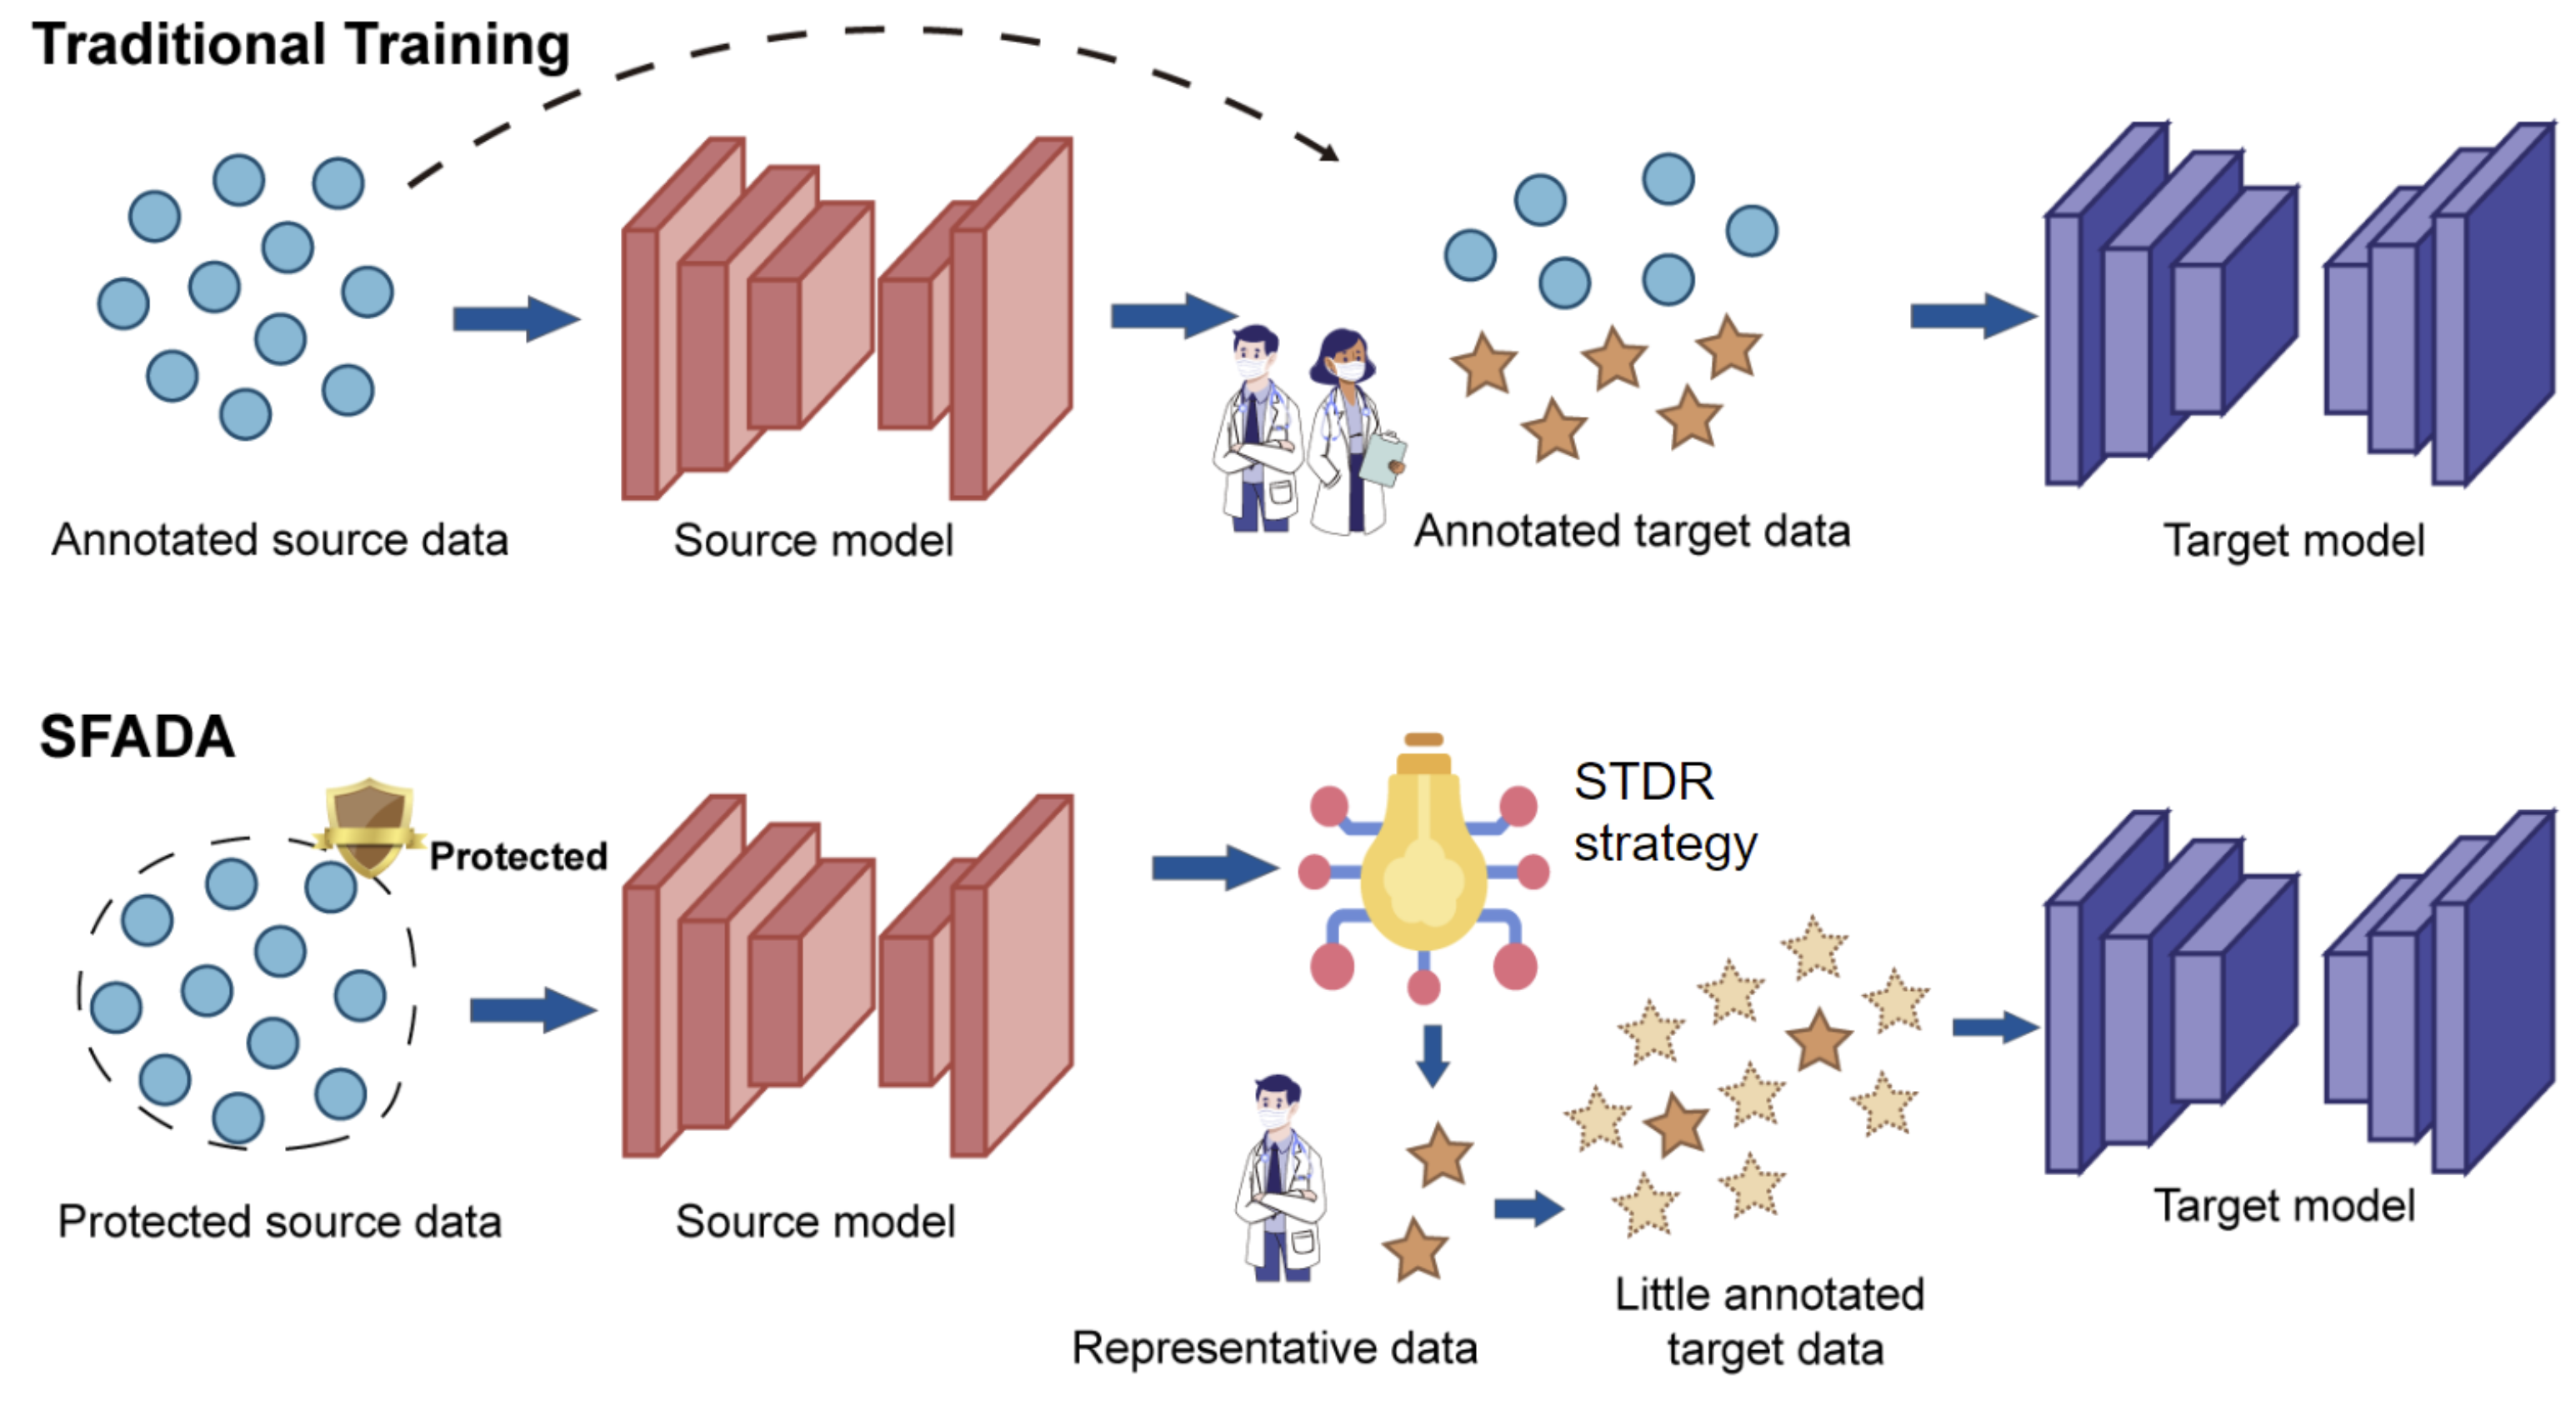 Traditional Training
Annotated source data
Source model
Annotated target data
Target model
SFADA
Protected
STDR
strategy
Protected source data
Source model
Representative data
Little annotated
target data
Target model